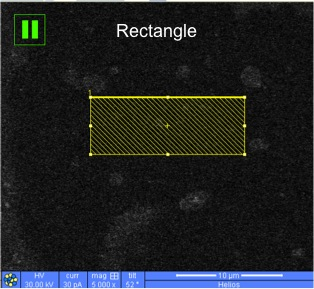 Rectangle
HV curr mag tilt 10 µm
30.00 kV 30 pA 5 000 x 52 ° Helios